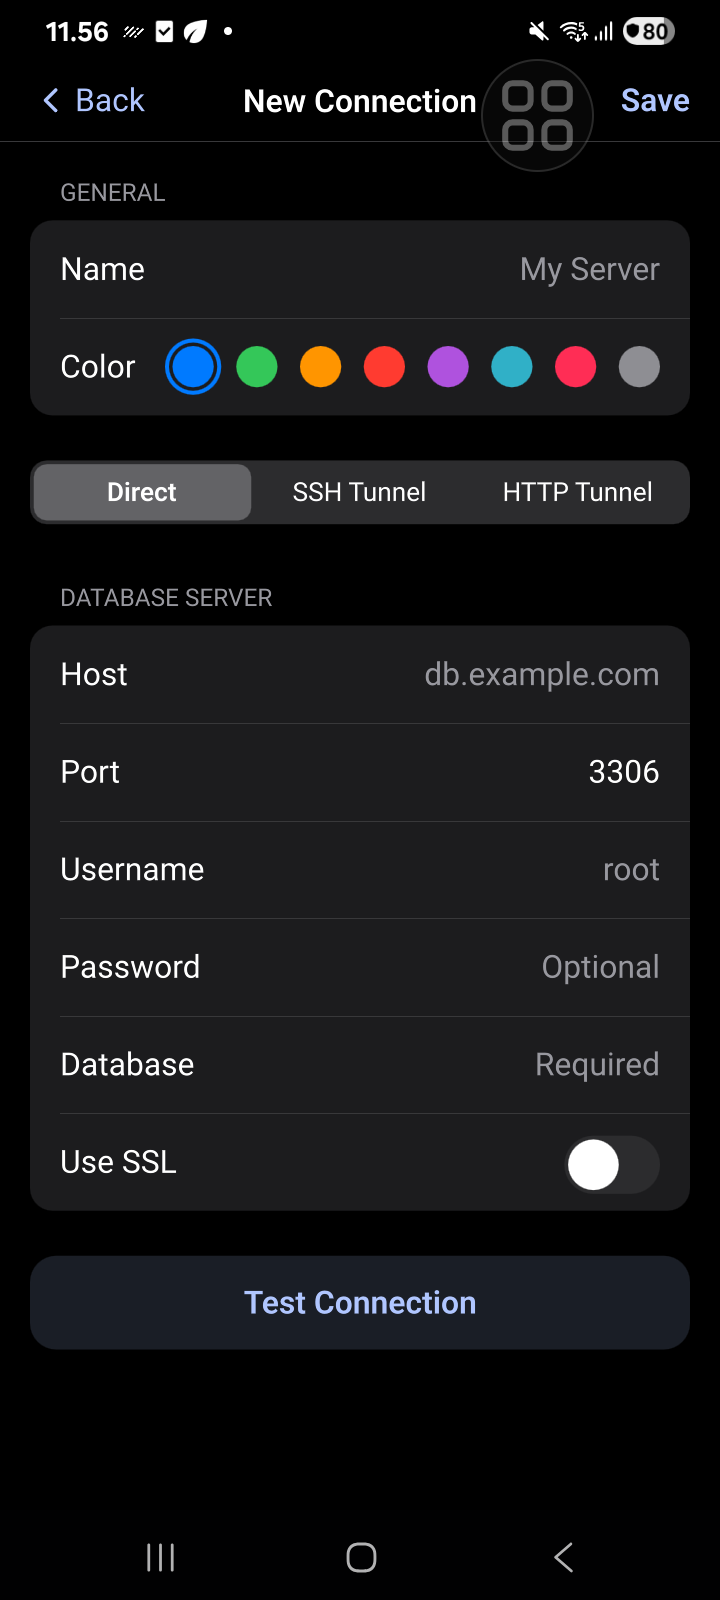 11.56
80
Back New Connection Save
GENERAL
Name My Server
Color
Direct SSH Tunnel HTTP Tunnel
DATABASE SERVER
Host db.example.com
Port 3306
Username root
Password Optional
Database Required
Use SSL
Test Connection